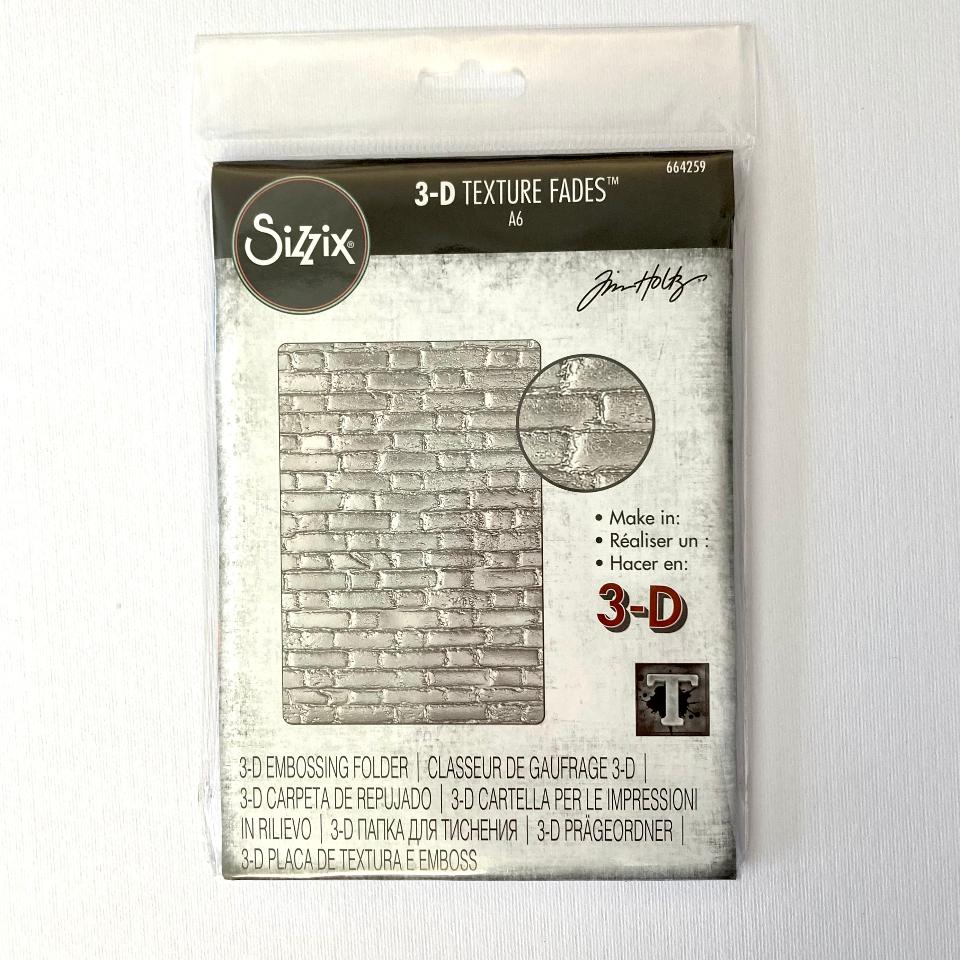 664259
3-D TEXTURE FADES™
A6
Sizzix®
Tim Holtz
• Make in:
• Réaliser un :
• Hacer en:
3-D
T
3-D EMBOSSING FOLDER | CLASSEUR DE GAUFRAGE 3-D |
3-D CARPETA DE REPUJADO | 3-D CARTELLA PER LE IMPRESSIONI
IN RILIEVO | 3-D ПАПКА ДЛЯ ТИСНЕНИЯ | 3-D PRÄGEORDNER |
3-D PLACA DE TEXTURA E EMBOSS